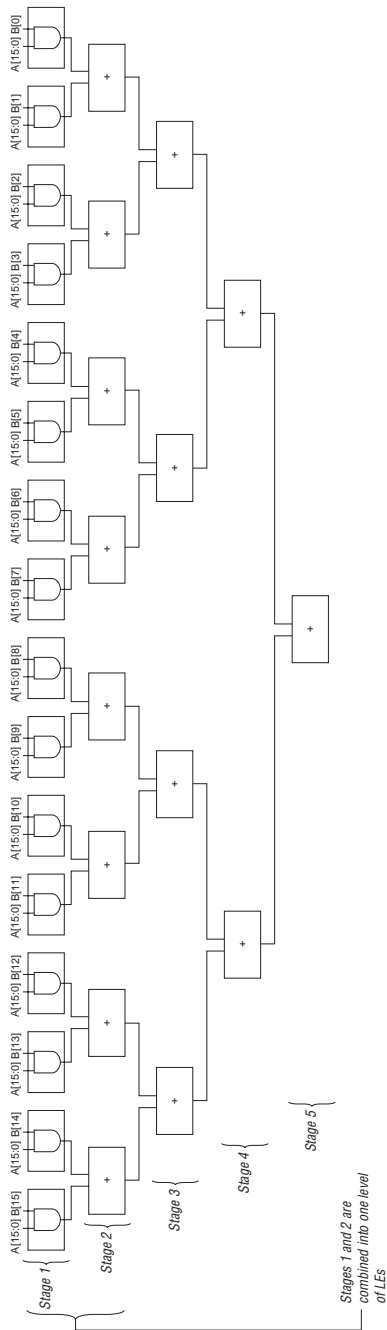 A[15:0] B[15]
A[15:0] B[14]
A[15:0] B[13]
A[15:0] B[12]
A[15:0] B[11]
A[15:0] B[10]
A[15:0] B[9]
A[15:0] B[8]
A[15:0] B[7]
A[15:0] B[6]
A[15:0] B[5]
A[15:0] B[4]
A[15:0] B[3]
A[15:0] B[2]
A[15:0] B[1]
A[15:0] B[0]
Stage 1
Stage 2
+
+
+
+
+
+
+
+
Stage 3
+
+
+
+
Stage 4
+
+
Stage 5
+
Stages 1 and 2 are
combined into one level
of LEs